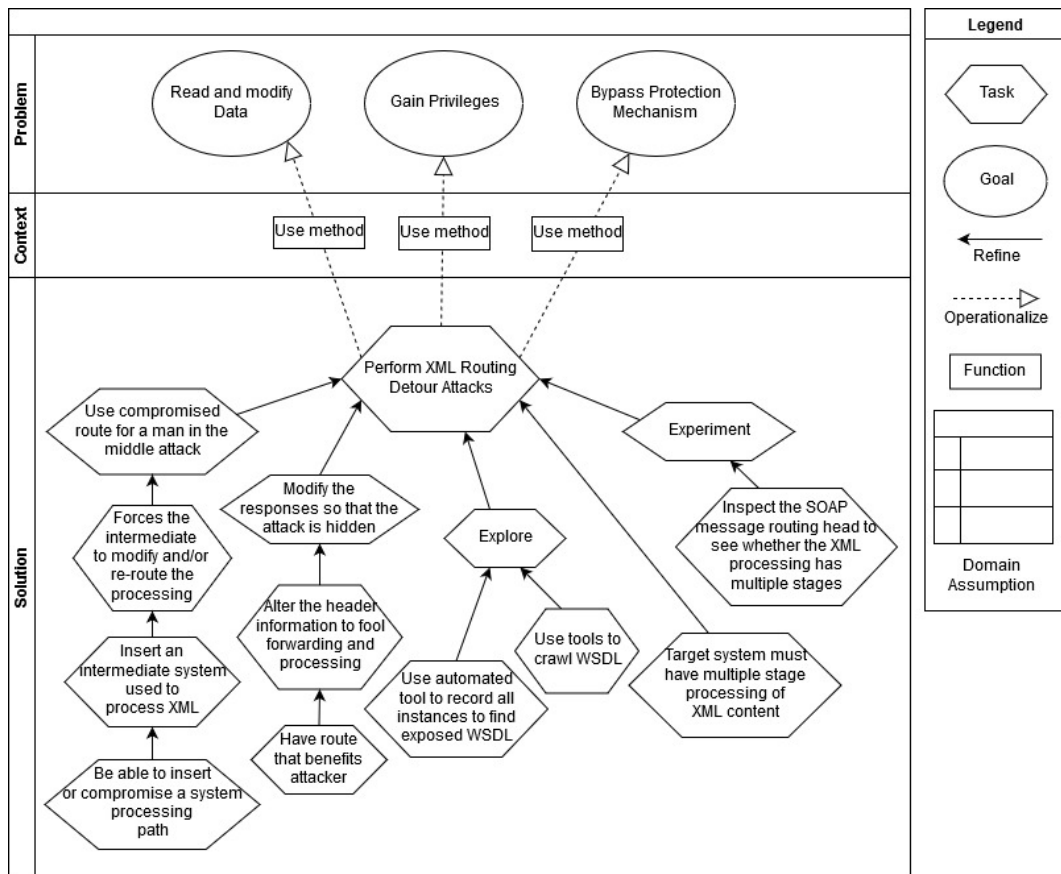 Problem
Read and modify
Data
Gain Privileges
Bypass Protection
Mechanism
Context
Use method
Use method
Use method
Solution
Perform XML Routing
Detour Attacks
Use compromised
route for a man in the
middle attack
Forces the
intermediate
to modify and/or
re-route the
processing
Insert an
intermediate system
used to
process XML
Be able to insert
or compromise a system
processing
path
Modify the
responses so that the
attack is hidden
Alter the header
information to fool
forwarding and
processing
Have route
that benefits
attacker
Explore
Use automated
tool to record all
instances to find
exposed WSDL
Use tools to
crawl WSDL
Experiment
Inspect the SOAP
message routing head to
see whether the XML
processing has
multiple stages
Target system must
have multiple stage
processing of
XML content
Legend
Task
Goal
Refine
Operationalize
Function
Domain
Assumption